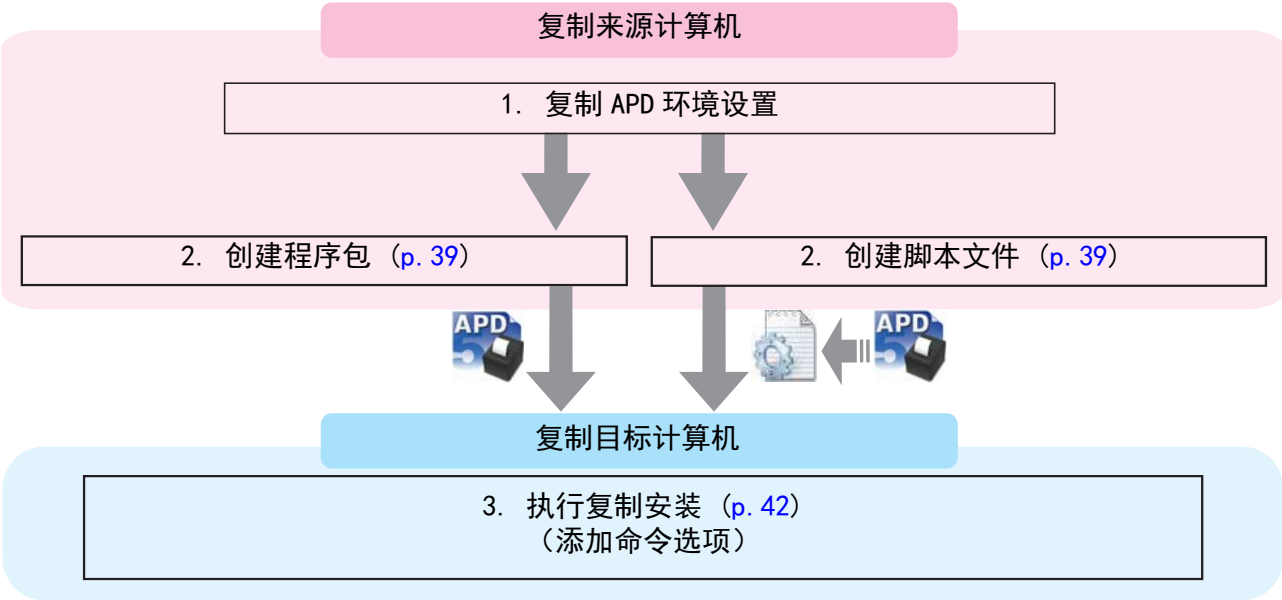 复制来源计算机
1. 复制 APD 环境设置
2. 创建程序包 (p.39)
2. 创建脚本文件 (p.39)
APD
5
APD
5
复制目标计算机
3. 执行复制安装 (p.42)
（添加命令选项）